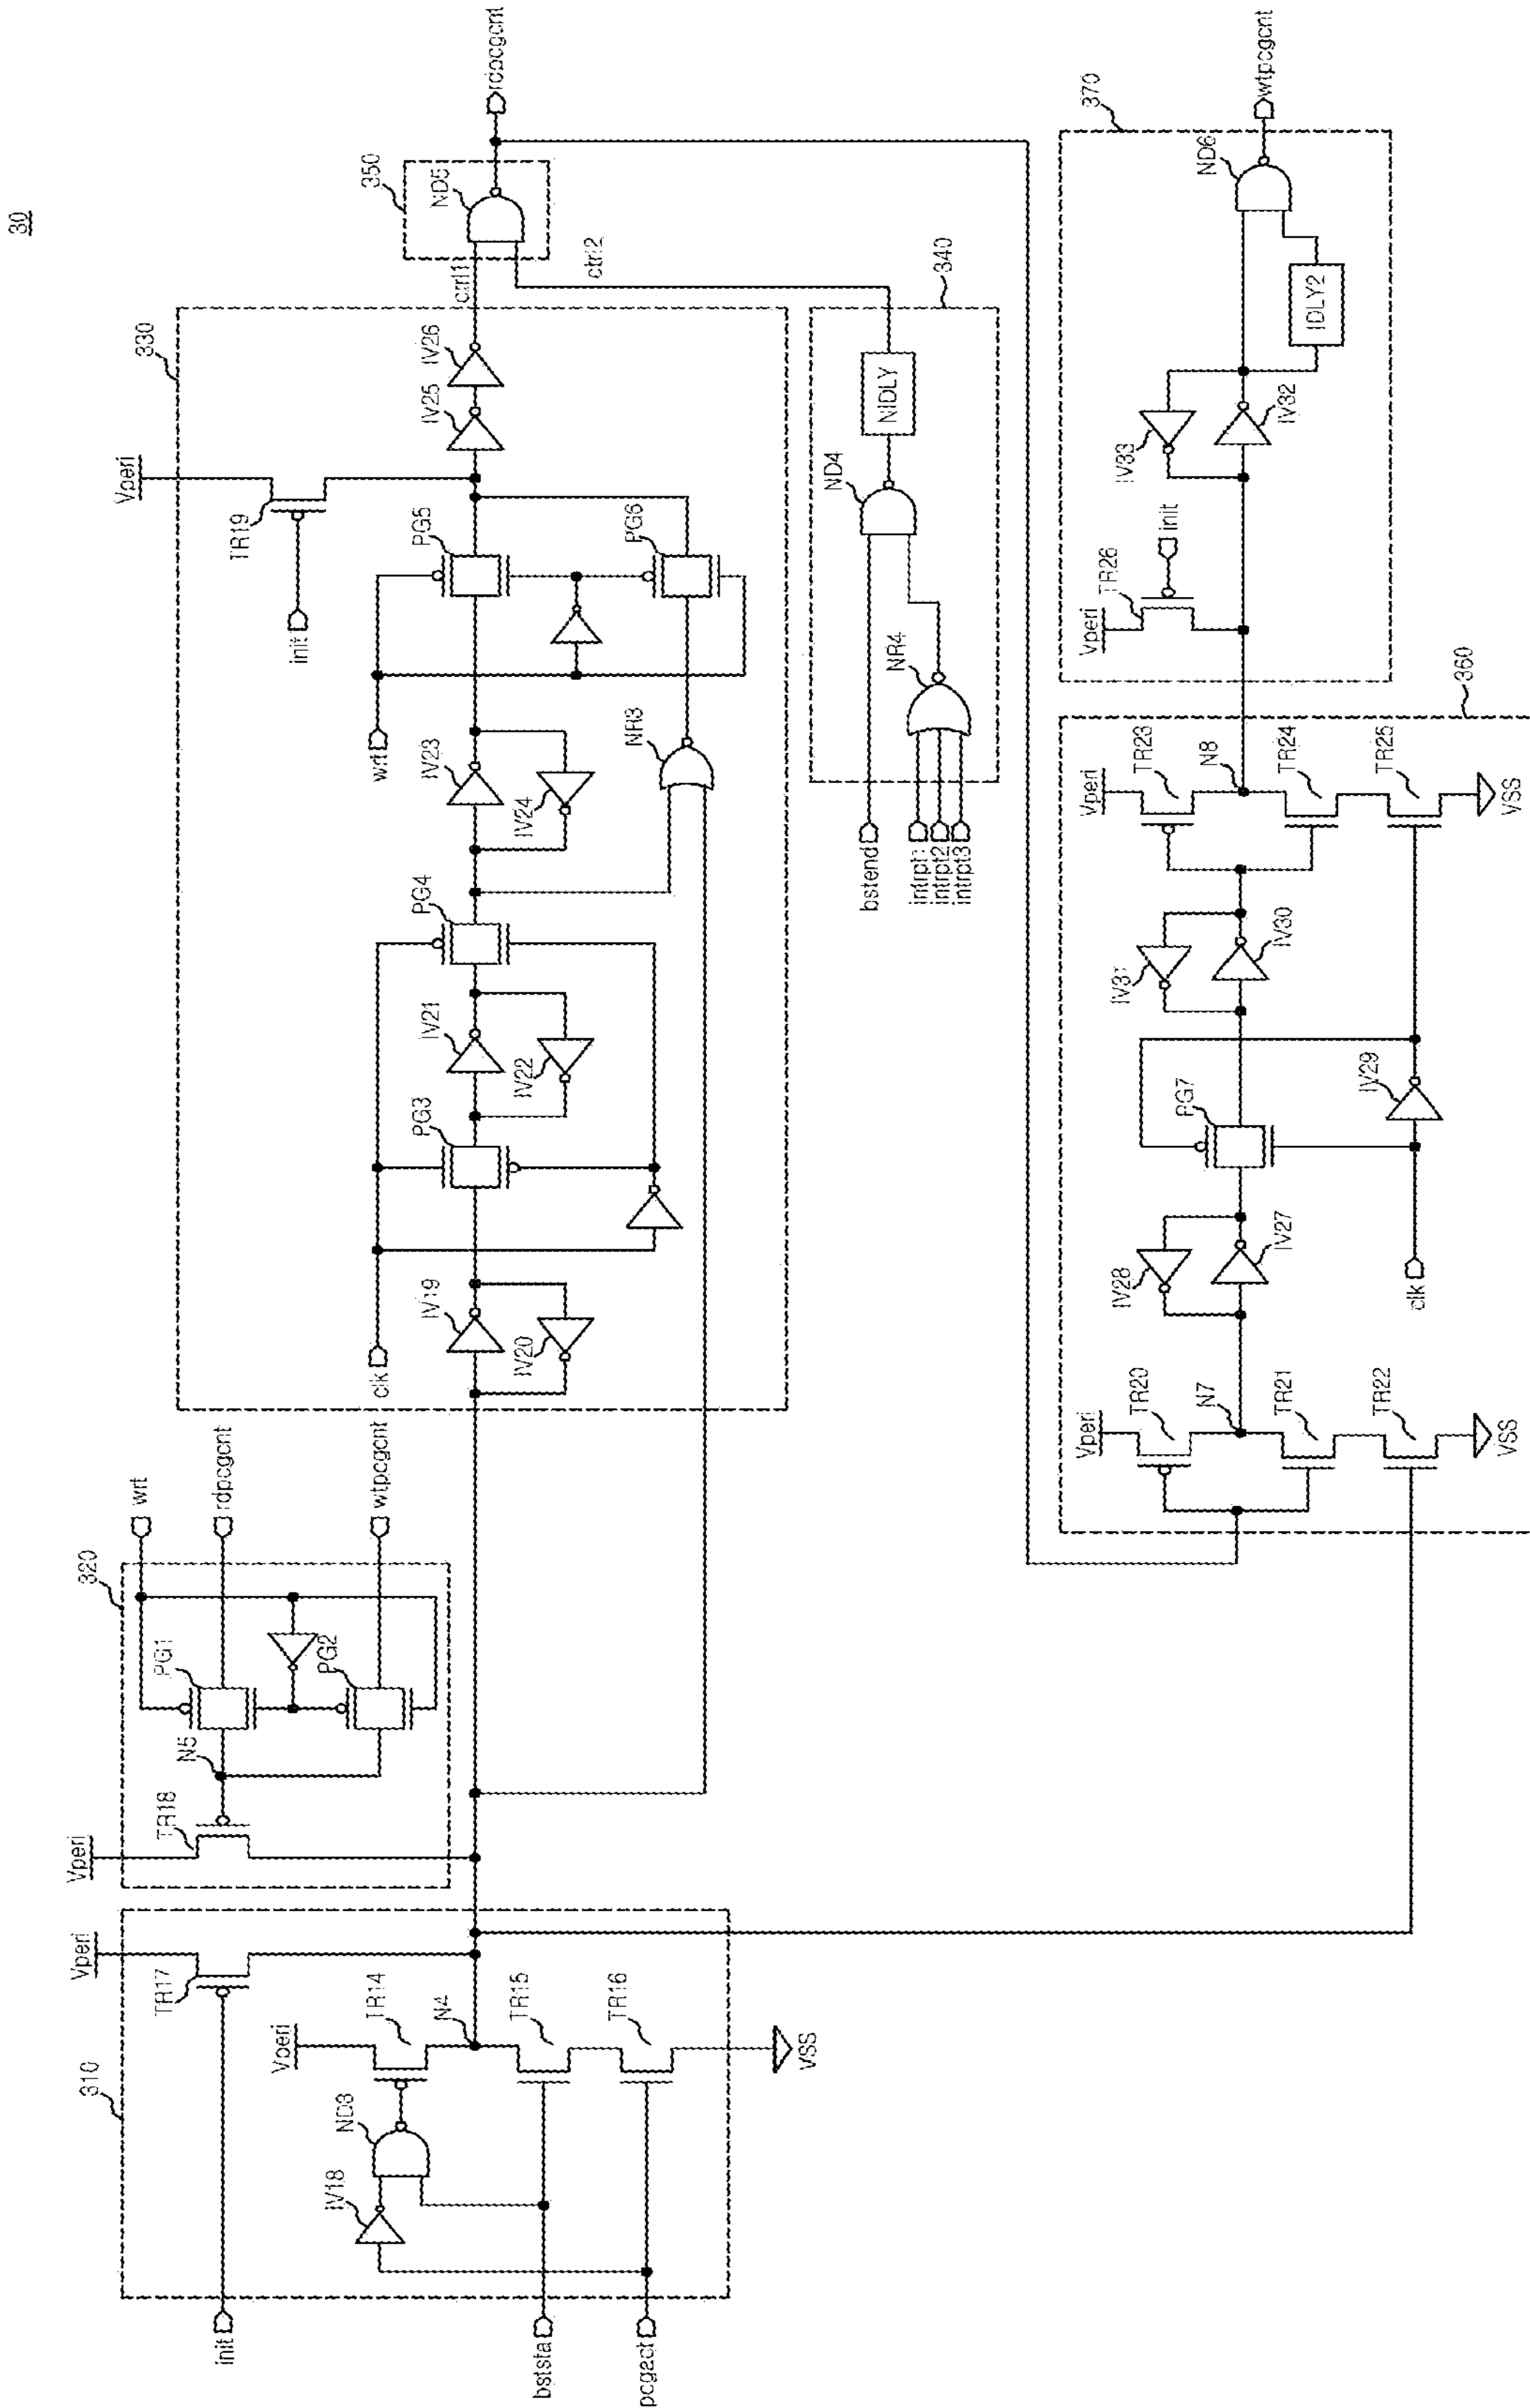 30
310
init
Vperi
TR17
Vperi
TR14
IV18
ND3
N4
TR15
TR16
bststa
pcgact
VSS
320
Vperi
TR18
N5
PG1
PG2
wrt
rdpcgcnt
wtpcgcnt
330
clk
IV19
IV20
PG3
IV21
IV22
PG4
IV23
IV24
NR3
wrt
init
TR19
Vperi
PG5
PG6
IV25
IV26
ctrl1
ctrl2
340
bstend
intrpt1
intrpt2
intrpt3
NR4
ND4
NIDLY
350
ND5
rdpcgcnt
360
Vperi
TR20
N7
TR21
TR22
VSS
IV28
IV27
clk
PG7
IV29
IV31
IV30
Vperi
TR23
N8
TR24
TR25
VSS
370
Vperi
TR26
init
IV33
IV32
IDLY2
ND6
wtpcgcnt